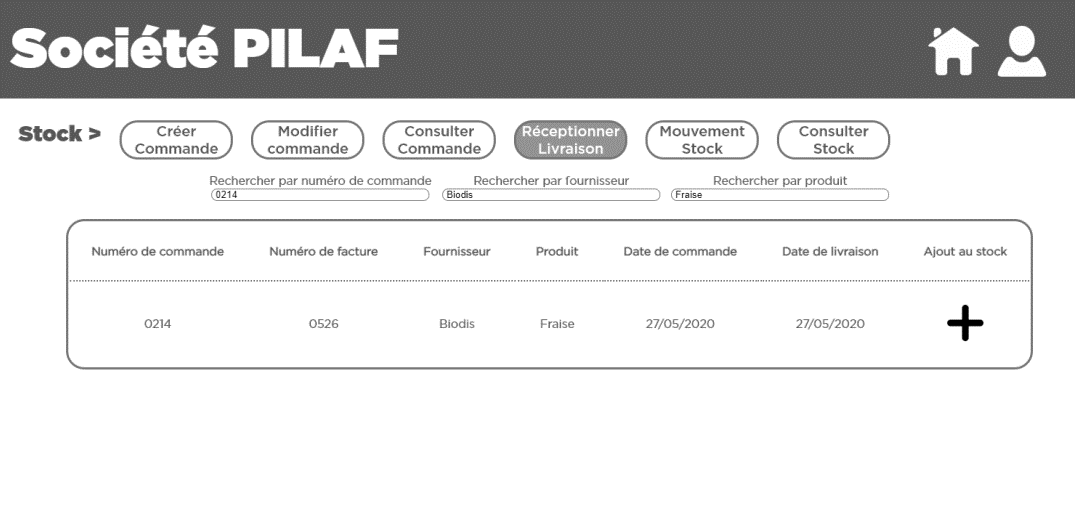 Société PILAF
Stock >
Créer
Commande
Modifier
commande
Consulter
Commande
Réceptionner
Livraison
Mouvement
Stock
Consulter
Stock
Rechercher par numéro de commande
0214
Rechercher par fournisseur
Biodis
Rechercher par produit
Fraise
Numéro de commande Numéro de facture Fournisseur Produit Date de commande Date de livraison Ajout au stock
0214 0526 Biodis Fraise 27/05/2020 27/05/2020